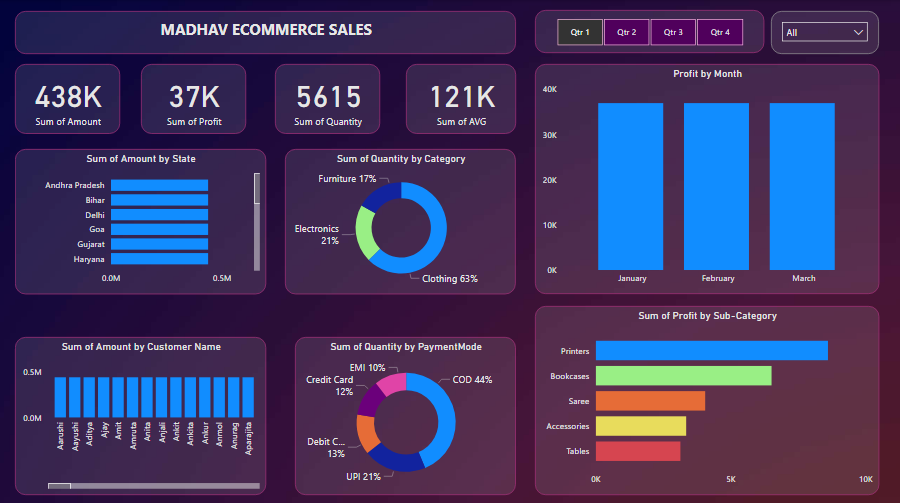 MADHAV ECOMMERCE SALES
Qtr 1
Qtr 2
Qtr 3
Qtr 4
All
438K
Sum of Amount
37K
Sum of Profit
5615
Sum of Quantity
121K
Sum of AVG
Profit by Month
40K
30K
20K
10K
0K
January
February
March
Sum of Amount by State
Andhra Pradesh
Bihar
Delhi
Goa
Gujarat
Haryana
0.0M
0.5M
Sum of Quantity by Category
Furniture 17%
Electronics
21%
Clothing 63%
Sum of Amount by Customer Name
0.5M
0.0M
Aarushi
Aayushi
Aditya
Ajay
Amit
Amruta
Anita
Anjali
Ankit
Ankita
Ankur
Anmol
Anurag
Aparajita
Sum of Quantity by PaymentMode
EMI 10%
Credit Card
12%
COD 44%
Debit C...
13%
UPI 21%
Sum of Profit by Sub-Category
Printers
Bookcases
Saree
Accessories
Tables
0K
5K
10K